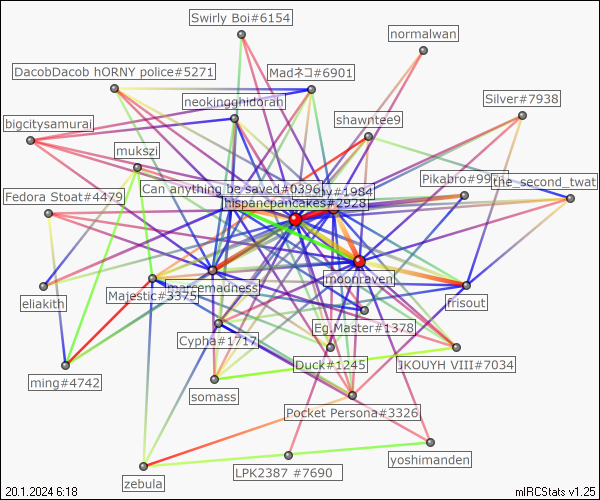 Swirly Boi#6154
normalwan
DacobDacob hORNY police#5271
Madネコ#6901
Silver#7938
neokingghidorah
shawntee9
bigcitysamurai
mukszi
Pikabro#99
the_second_twat
Can anything be saved#0396
#1984
Fedora Stoat#4479
hispanepancakes#2928
moonraven
eliakith
marcemadness
Majestic#3375
frisout
Eg.Master#1378
Cypha#1717
Duck#1245
JKOUYH VIII#7034
ming#4742
somass
Pocket Persona#3326
yoshimanden
LPK2387 #7690
zebula
20.1.2024 6:18
mIRCStats v1.25